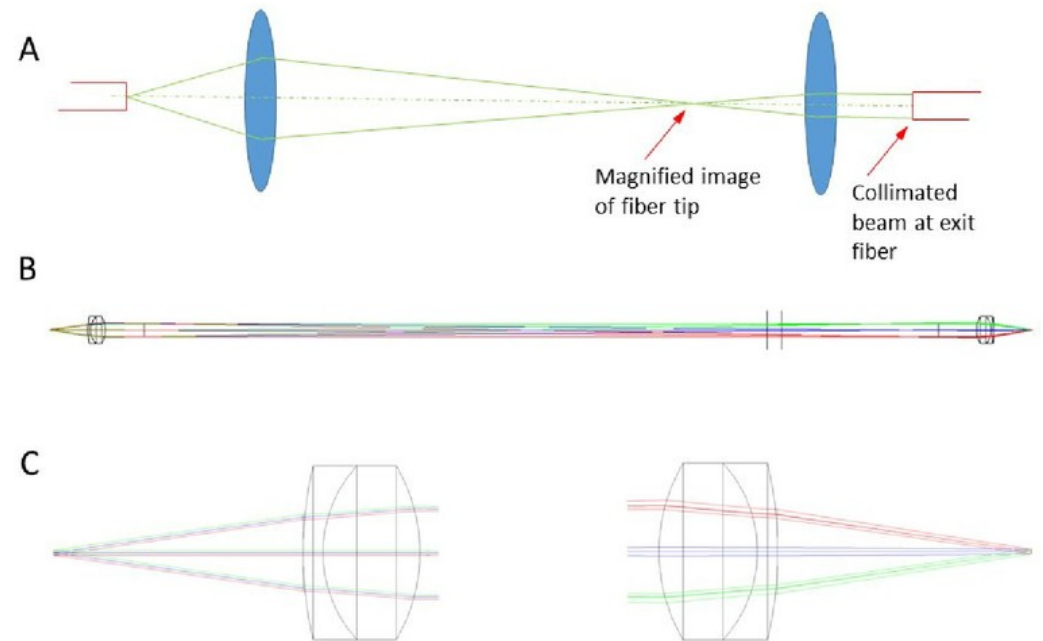 A
Magnified image
of fiber tip
Collimated
beam at exit
fiber
B
C